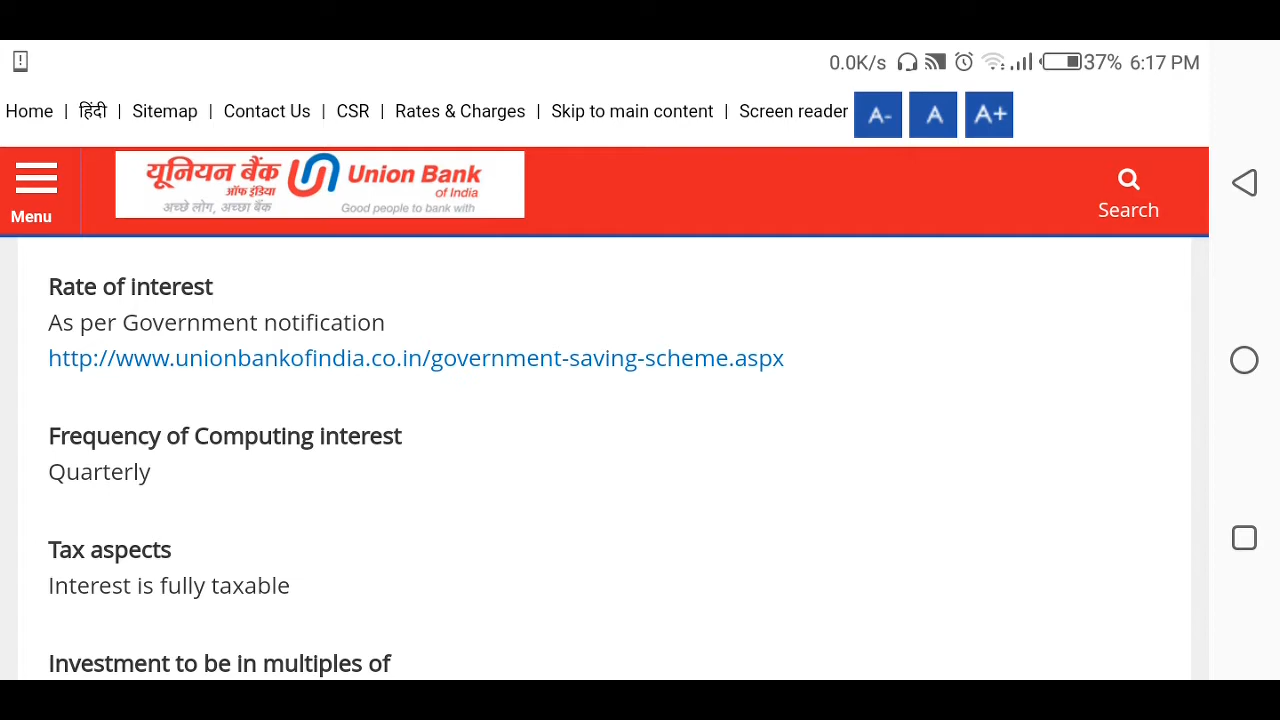 0.0K/s 37% 6:17 PM
Home | हिंदी | Sitemap | Contact Us | CSR | Rates & Charges | Skip to main content | Screen reader A- A A+
Menu
यूनियन बैंक
ऑफ इंडिया
अच्छे लोग, अच्छा बैंक
Union Bank
of India
Good people to bank with
Search
Rate of interest
As per Government notification
http://www.unionbankofindia.co.in/government-saving-scheme.aspx
Frequency of Computing interest
Quarterly
Tax aspects
Interest is fully taxable
Investment to be in multiples of